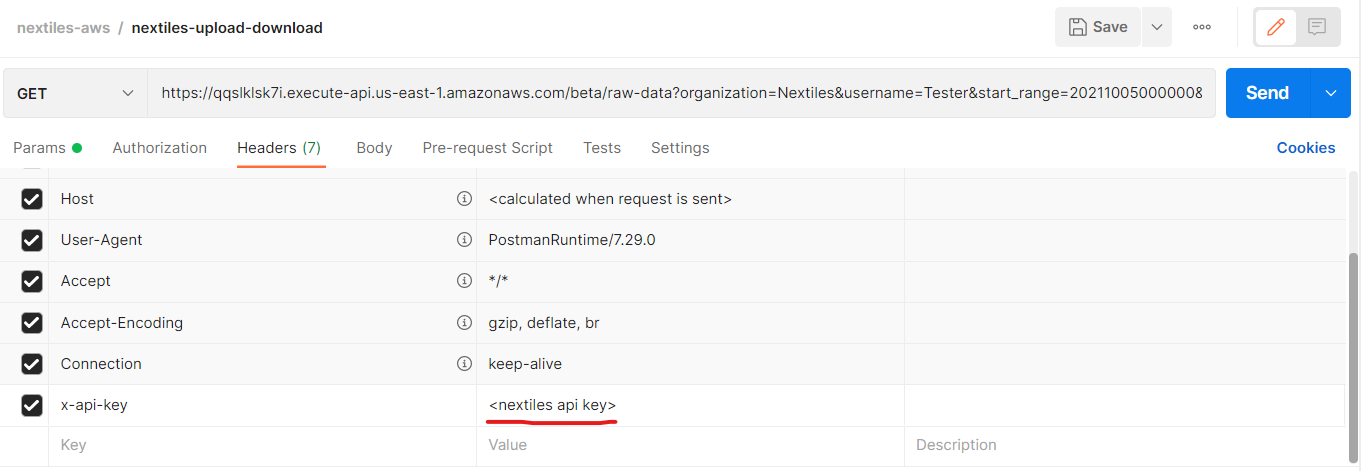 nextiles-aws / nextiles-upload-download
Save
GET
https://qqslklsk7i.execute-api.us-east-1.amazonaws.com/beta/raw-data?organization=Nextiles&username=Tester&start_range=20211005000000&
Send
Params Authorization Headers (7) Body Pre-request Script Tests Settings Cookies
Host <calculated when request is sent>
User-Agent PostmanRuntime/7.29.0
Accept */*
Accept-Encoding gzip, deflate, br
Connection keep-alive
x-api-key <nextiles api key>
Key Value Description